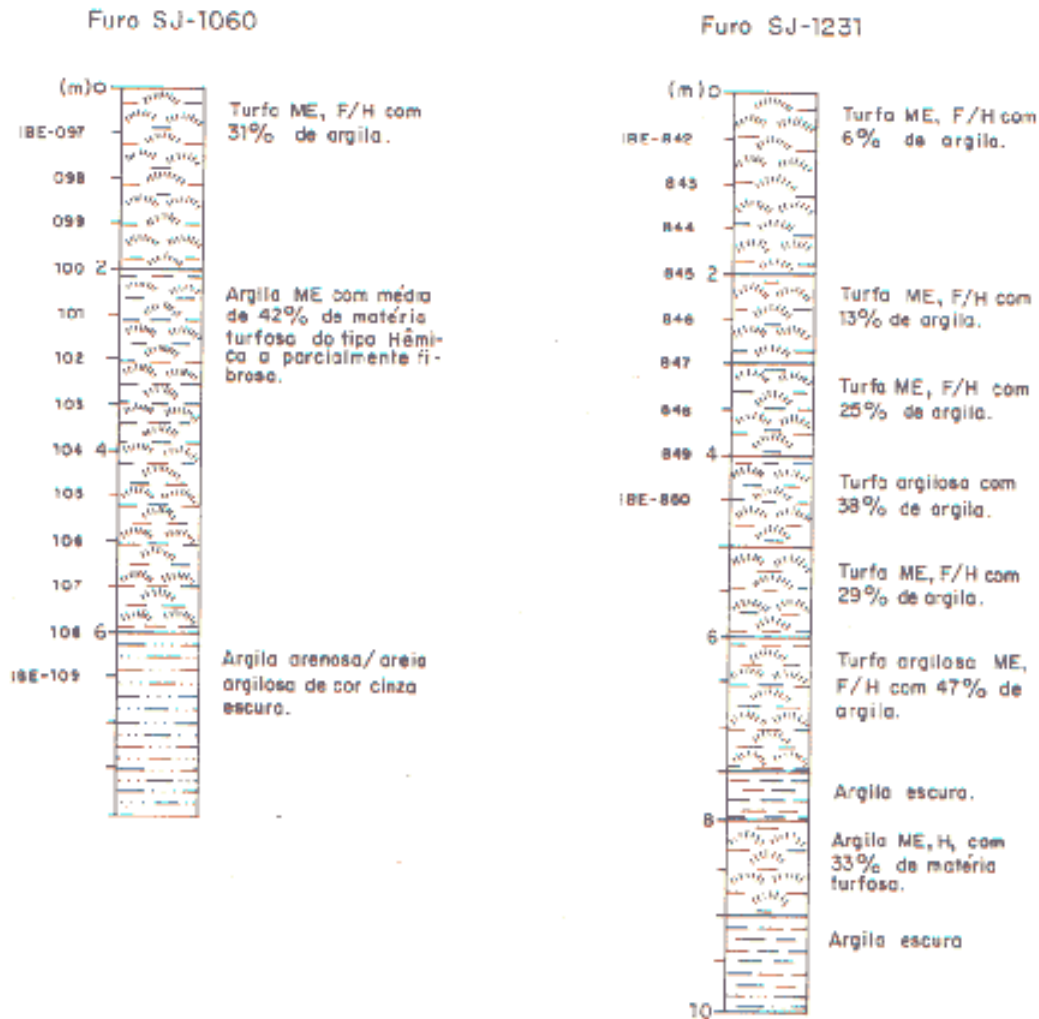 Furo SJ-1060
(m) 0
Turfa ME, F/H com
31% de argila.
IBE-097
098
099
100 2
Argila ME com média
de 42% de matéria
turfosa do tipo Hêmi-
ca a parcialmente fi-
brosa.
101
102
103
104 4
105
106
107
108 6
Argila arenosa/areia
argilosa de cor cinza
escura.
IBE-109
Furo SJ-1231
(m) 0
Turfa ME, F/H com
6% de argila.
IBE-842
843
844
845 2
Turfa ME, F/H com
13% de argila.
846
847
Turfa ME, F/H com
25% de argila.
848
849 4
Turfa argilosa com
38% de argila.
IBE-850
Turfa ME, F/H com
29% de argila.
6
Turfa argilosa ME,
F/H com 47% de
argila.
Argila escura.
8
Argila ME, H, com
33% de matéria
turfosa.
Argila escura
10